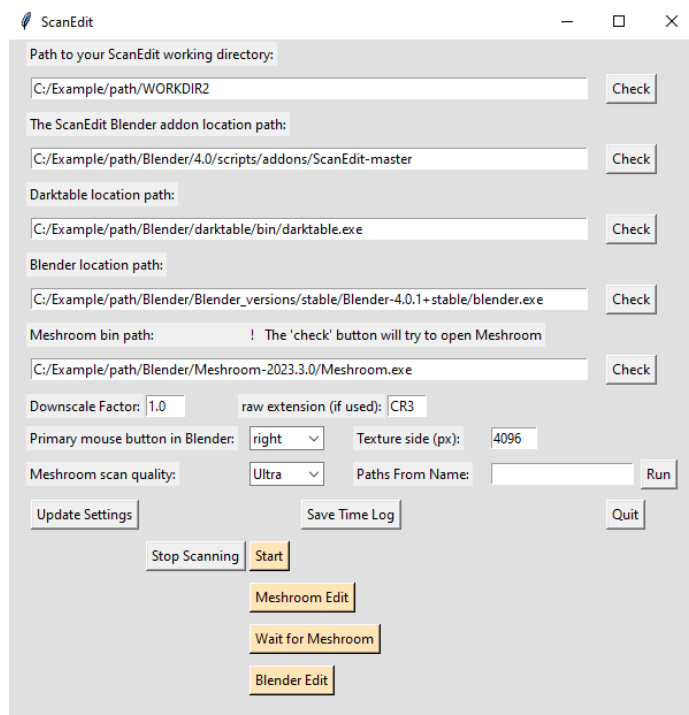 ScanEdit
Path to your ScanEdit working directory:
C:/Example/path/WORKDIR2 Check
The ScanEdit Blender addon location path:
C:/Example/path/Blender/4.0/scripts/addons/ScanEdit-master Check
Darktable location path:
C:/Example/path/Blender/darktable/bin/darktable.exe Check
Blender location path:
C:/Example/path/Blender/Blender_versions/stable/Blender-4.0.1+stable/blender.exe Check
Meshroom bin path: ! The 'check' button will try to open Meshroom
C:/Example/path/Blender/Meshroom-2023.3.0/Meshroom.exe Check
Downscale Factor: 1.0 raw extension (if used): CR3
Primary mouse button in Blender: right Texture side (px): 4096
Meshroom scan quality: Ultra Paths From Name: Run
Update Settings Save Time Log Quit
Stop Scanning Start
Meshroom Edit
Wait for Meshroom
Blender Edit